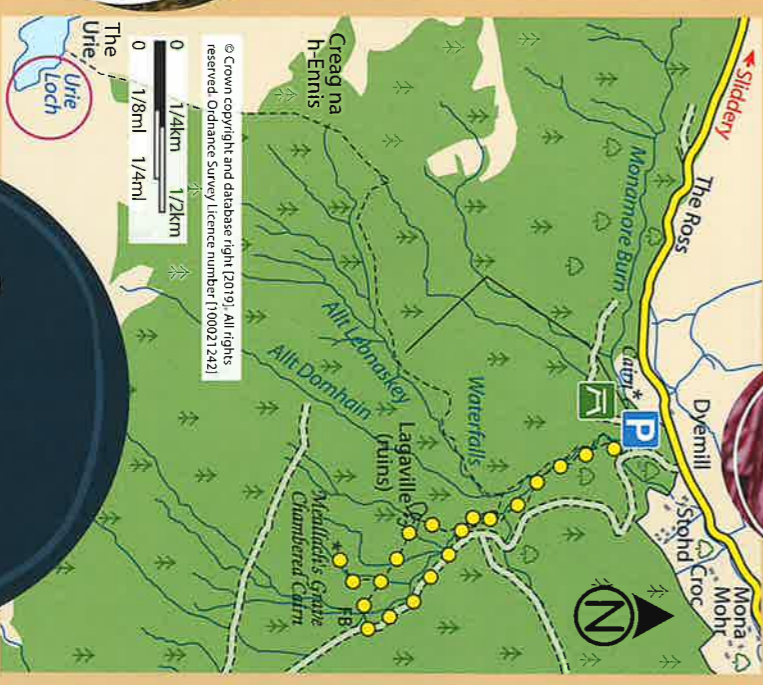 Sliddery
The Ross
Monamore Burn
Cairn*
P
Dyemill
Stohd
Croc
Mona
Mohr
Creag na
h-Ennis
The
Urie
Urie
Loch
0 1/4km 1/2km
0 1/8ml 1/4ml
© Crown copyright and database right [2019]. All rights
reserved. Ordnance Survey Licence number [100021242]
Allt Lebnaskey
Allt Domhain
Waterfalls
Lagaville
(ruins)
Meallach's Grave
Chambered Cairn
FB
N